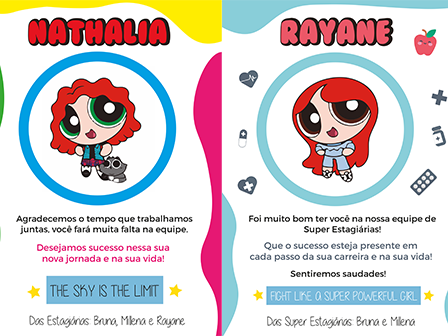 NATHALIA
Agradecemos o tempo que trabalhamos
juntas, você fará muita falta na equipe.
Desejamos sucesso nessa sua
nova jornada e na sua vida!
THE SKY IS THE LIMIT
Das Estagiárias: Bruna, Milena e Rayane
RAYANE
Foi muito bom ter você na nossa equipe de
Super Estagiárias!
Que o sucesso esteja presente em
cada passo da sua carreira e na sua vida!
Sentiremos saudades!
FIGHT LIKE A SUPER POWERFUL GIRL
Das Super Estagiárias: Bruna e Milena